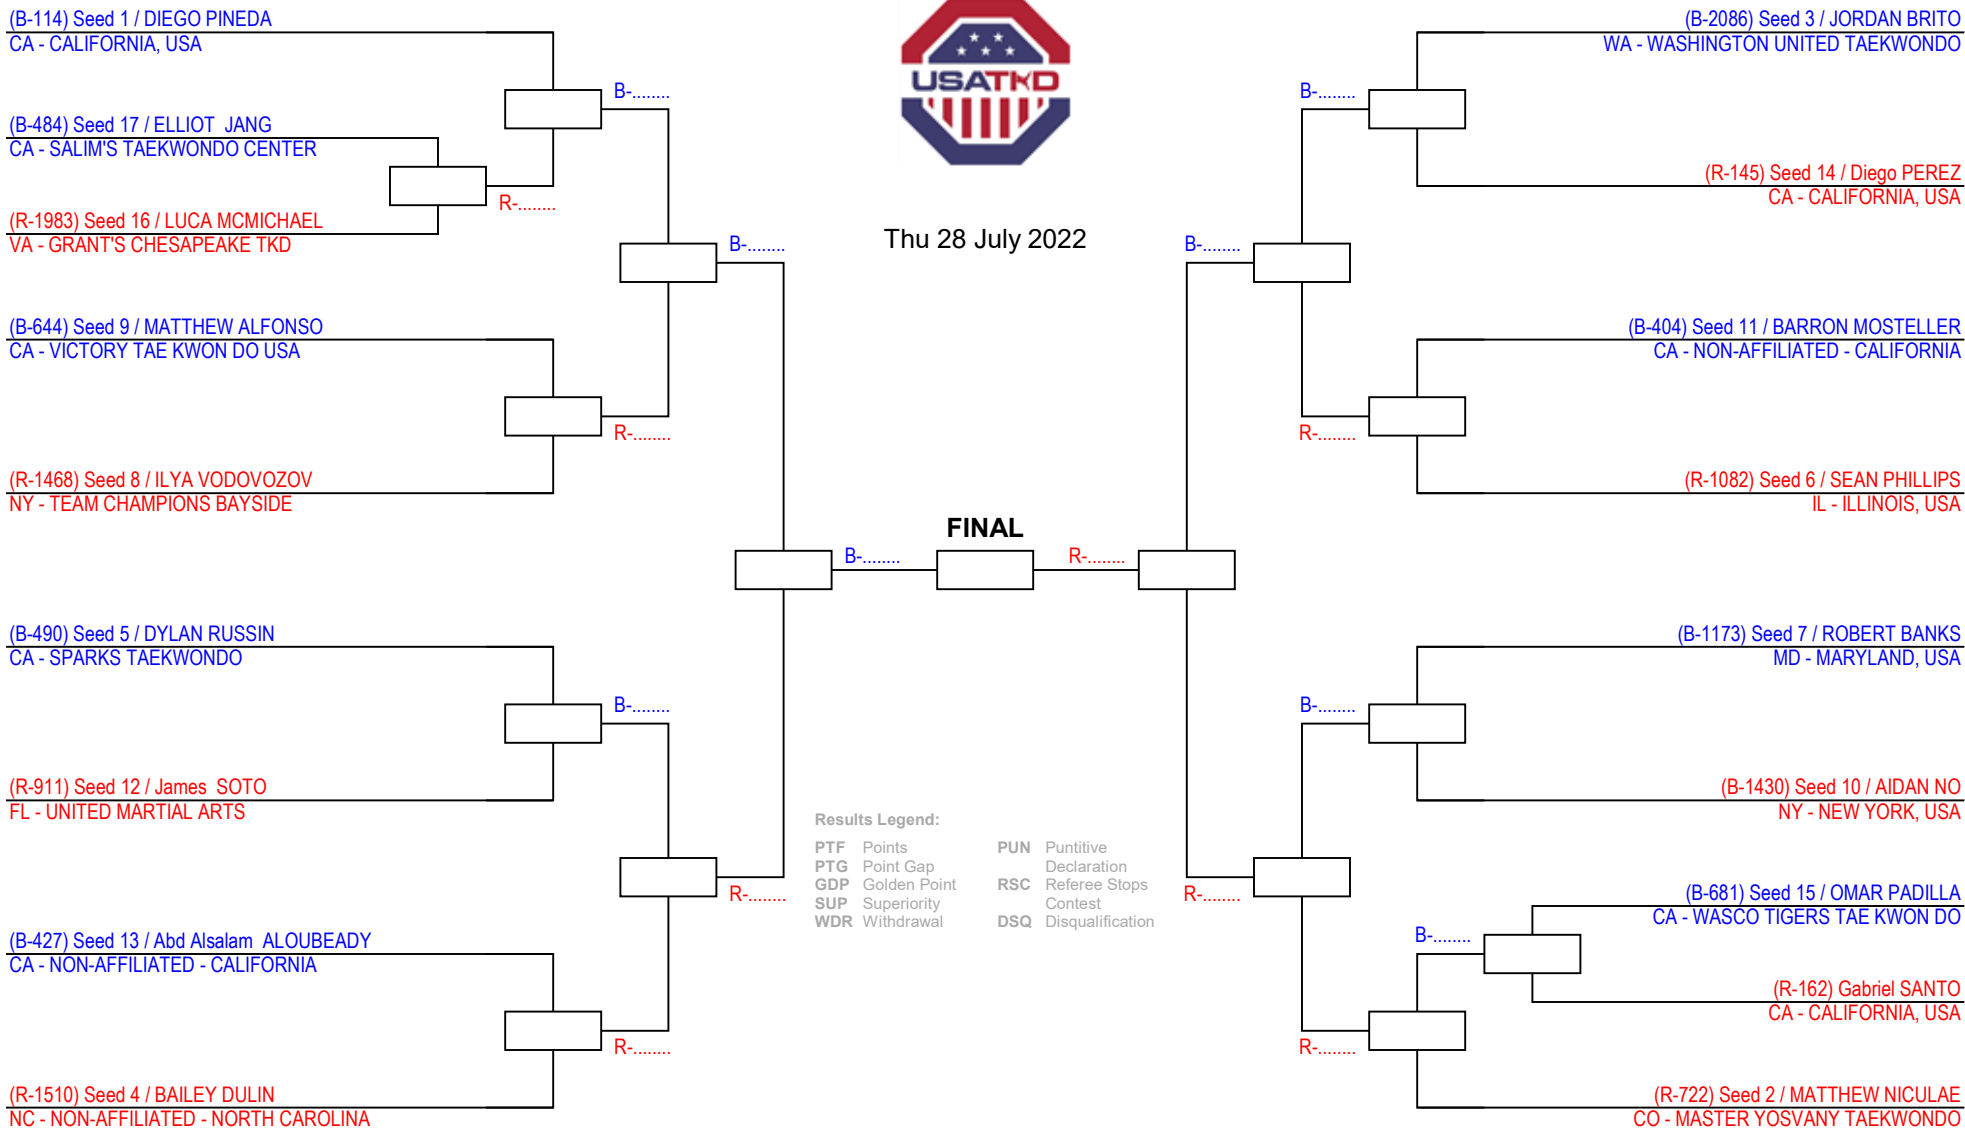 (B-114) Seed 1 / DIEGO PINEDA
CA - CALIFORNIA, USA
B-........
(B-484) Seed 17 / ELLIOT  JANG
CA - SALIM'S TAEKWONDO CENTER
R-........
(R-1983) Seed 16 / LUCA MCMICHAEL
VA - GRANT'S CHESAPEAKE TKD
B-........
(B-644) Seed 9 / MATTHEW ALFONSO
CA - VICTORY TAE KWON DO USA
R-........
(R-1468) Seed 8 / ILYA VODOVOZOV
NY - TEAM CHAMPIONS BAYSIDE
B-........
(B-490) Seed 5 / DYLAN RUSSIN
CA - SPARKS TAEKWONDO
B-........
(R-911) Seed 12 / James  SOTO
FL - UNITED MARTIAL ARTS
R-........
(B-427) Seed 13 / Abd Alsalam  ALOUBEADY
CA - NON-AFFILIATED - CALIFORNIA
R-........
(R-1510) Seed 4 / BAILEY DULIN
NC - NON-AFFILIATED - NORTH CAROLINA
USATKD
Thu 28 July 2022
FINAL
Results Legend:
PTF Points
PTG Point Gap
GDP Golden Point
SUP Superiority
WDR Withdrawal
PUN Puntitive
Declaration
RSC Referee Stops
Contest
DSQ Disqualification
(B-2086) Seed 3 / JORDAN BRITO
WA - WASHINGTON UNITED TAEKWONDO
B-........
(R-145) Seed 14 / Diego PEREZ
CA - CALIFORNIA, USA
B-........
(B-404) Seed 11 / BARRON MOSTELLER
CA - NON-AFFILIATED - CALIFORNIA
R-........
(R-1082) Seed 6 / SEAN PHILLIPS
IL - ILLINOIS, USA
R-........
(B-1173) Seed 7 / ROBERT BANKS
MD - MARYLAND, USA
B-........
(B-1430) Seed 10 / AIDAN NO
NY - NEW YORK, USA
R-........
(B-681) Seed 15 / OMAR PADILLA
CA - WASCO TIGERS TAE KWON DO
B-........
(R-162) Gabriel SANTO
CA - CALIFORNIA, USA
R-........
(R-722) Seed 2 / MATTHEW NICULAE
CO - MASTER YOSVANY TAEKWONDO